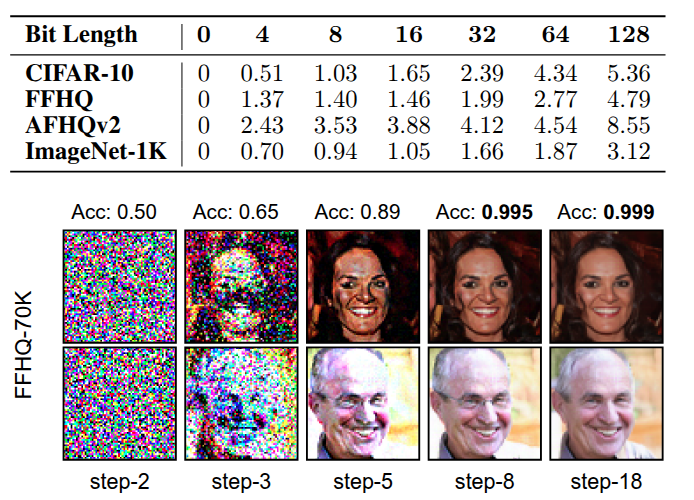 Bit Length 0 4 8 16 32 64 128
CIFAR-10 0 0.51 1.03 1.65 2.39 4.34 5.36
FFHQ 0 1.37 1.40 1.46 1.99 2.77 4.79
AFHQv2 0 2.43 3.53 3.88 4.12 4.54 8.55
ImageNet-1K 0 0.70 0.94 1.05 1.66 1.87 3.12
Acc: 0.50 Acc: 0.65 Acc: 0.89 Acc: 0.995 Acc: 0.999
FFHQ-70K
step-2 step-3 step-5 step-8 step-18